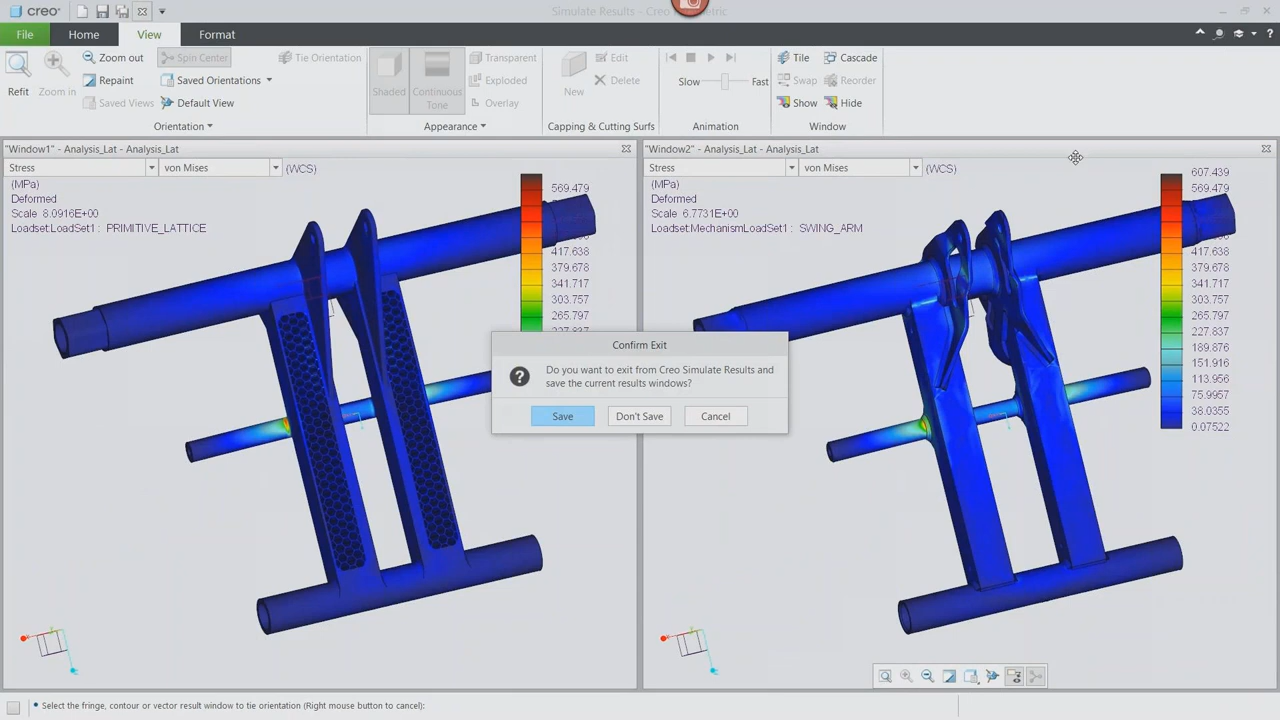 creo
Simulate Results - Creo
File
Home
View
Format
Refit
Zoom in
Zoom out
Repaint
Saved Views
Spin Center
Saved Orientations
Default View
Tie Orientation
Orientation
Shaded
Continuous
Tone
Transparent
Exploded
Overlay
Appearance
New
Edit
Delete
Capping & Cutting Surfs
Slow
Fast
Animation
Tile
Swap
Show
Cascade
Reorder
Hide
Window
"Window1" - Analysis_Lat - Analysis_Lat
Stress
von Mises
(WCS)
(MPa)
Deformed
Scale 8.0916E+00
Loadset:LoadSet1 : PRIMITIVE_LATTICE
569.479
417.638
379.678
341.717
303.757
265.797
"Window2" - Analysis_Lat - Analysis_Lat
Stress
von Mises
(WCS)
(MPa)
Deformed
Scale 6.7731E+00
Loadset:MechanismLoadSet1 : SWING_ARM
607.439
569.479
417.638
379.678
341.717
303.757
265.797
227.837
189.876
151.916
113.956
75.9957
38.0355
0.07522
Confirm Exit
Do you want to exit from Creo Simulate Results and
save the current results windows?
Save
Don't Save
Cancel
Select the fringe, contour or vector result window to tie orientation (Right mouse button to cancel):